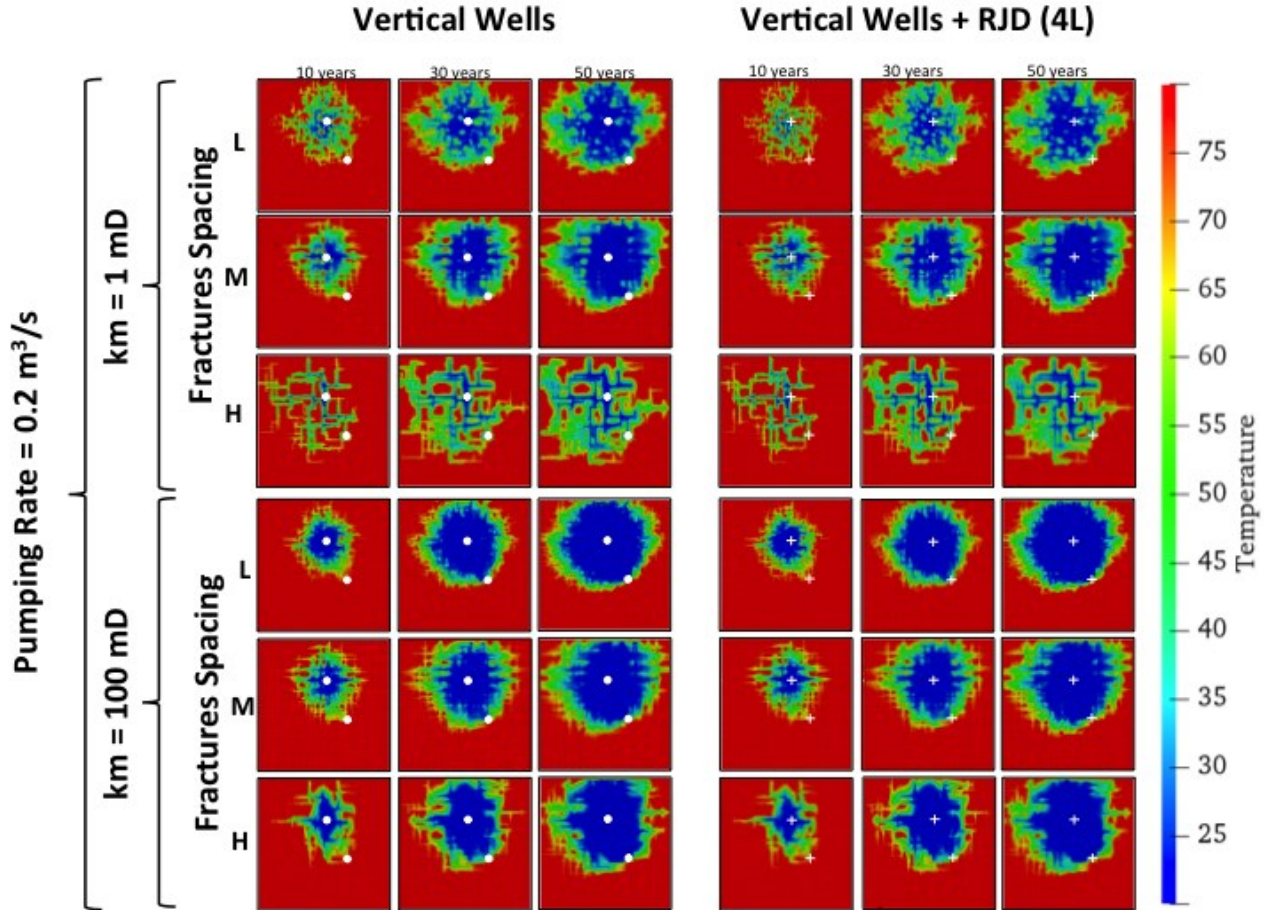 Vertical Wells
Vertical Wells + RJD (4L)
10 years
30 years
50 years
10 years
30 years
50 years
Pumping Rate = 0.2 m³/s
km = 1 mD
Fractures Spacing
L
M
H
km = 100 mD
Fractures Spacing
L
M
H
75
70
65
60
55
50
45
40
35
30
25
Temperature